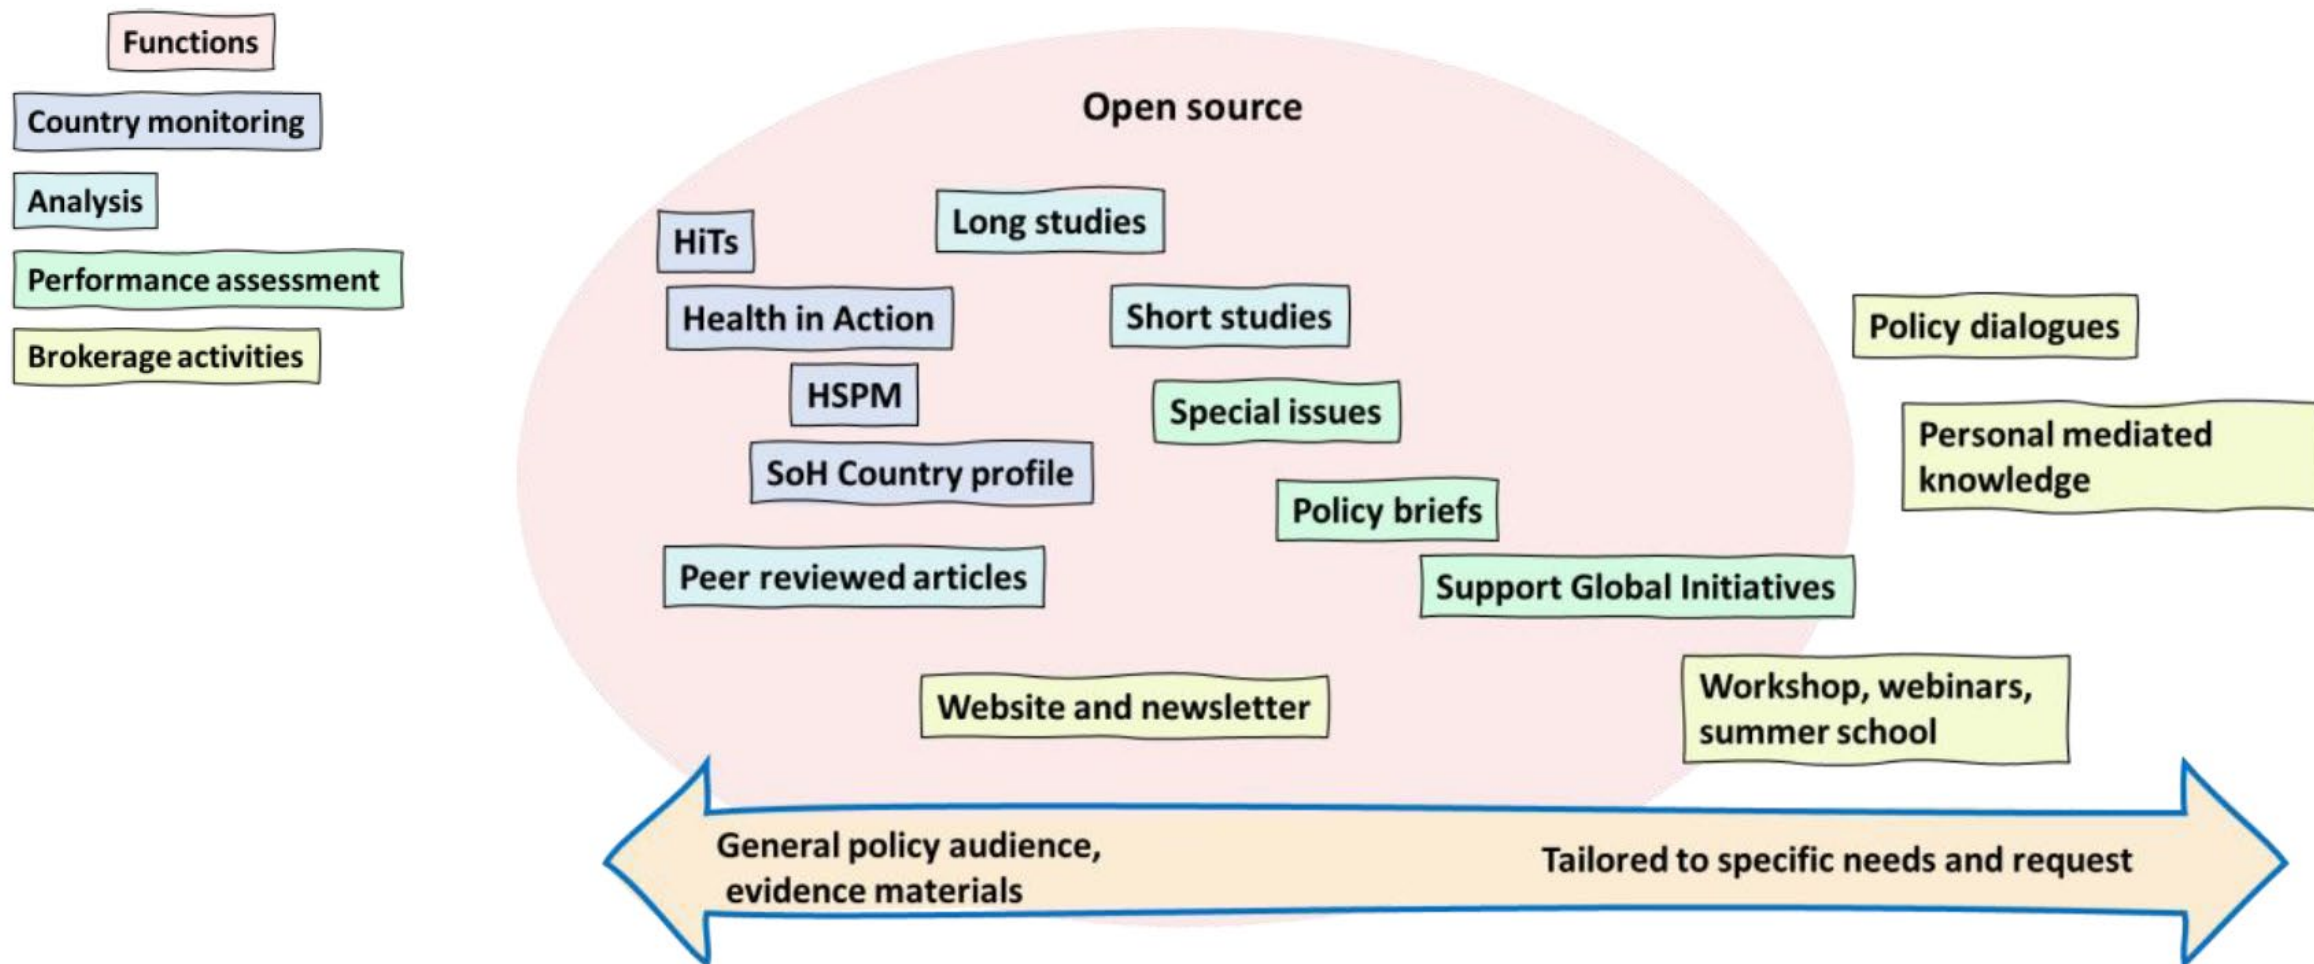 Functions
Country monitoring
Analysis
Performance assessment
Brokerage activities
Open source
HiTs
Long studies
Health in Action
Short studies
HSPM
Special issues
SoH Country profile
Policy briefs
Peer reviewed articles
Support Global Initiatives
Website and newsletter
Policy dialogues
Personal mediated
knowledge
Workshop, webinars,
summer school
General policy audience,
evidence materials
Tailored to specific needs and request